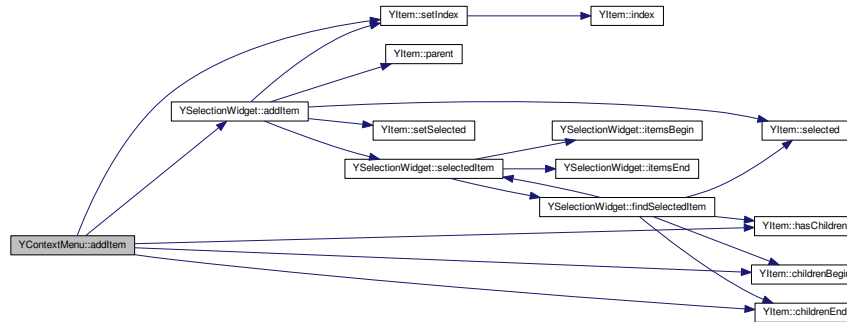 YItem::setIndex
YItem::index
YItem::parent
YSelectionWidget::addItem
YItem::setSelected
YSelectionWidget::itemsBegin
YItem::selected
YSelectionWidget::selectedItem
YSelectionWidget::itemsEnd
YSelectionWidget::findSelectedItem
YItem::hasChildren
YContextMenu::addItem
YItem::childrenBegin
YItem::childrenEnd